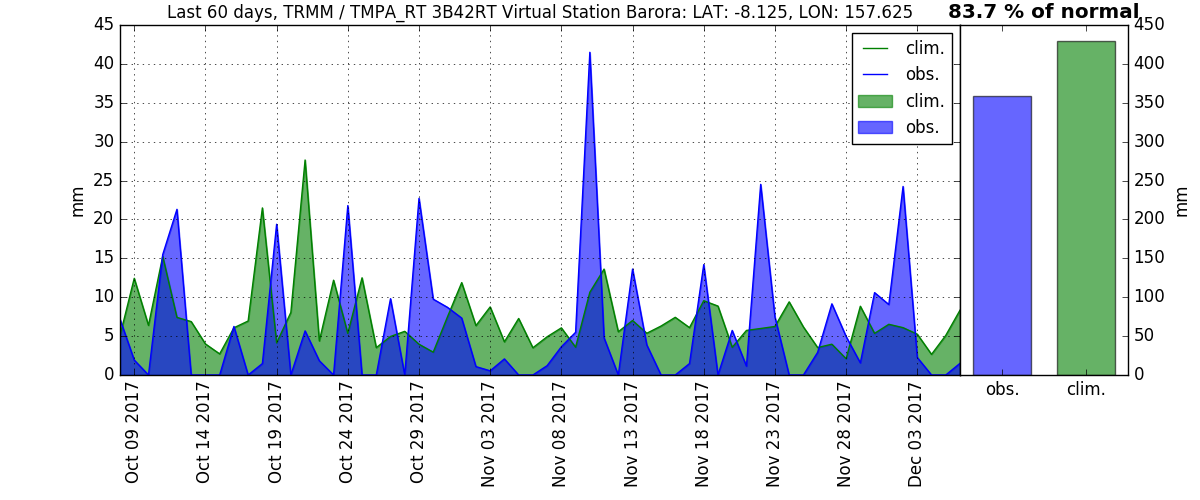 Last 60 days, TRMM / TMPA_RT 3B42RT Virtual Station Barora: LAT: -8.125, LON: 157.625
83.7 % of normal
45
40
35
30
25
20
15
10
5
0
mm
clim.
obs.
clim.
obs.
450
400
350
300
250
200
150
100
50
0
mm
Oct 09 2017
Oct 14 2017
Oct 19 2017
Oct 24 2017
Oct 29 2017
Nov 03 2017
Nov 08 2017
Nov 13 2017
Nov 18 2017
Nov 23 2017
Nov 28 2017
Dec 03 2017
obs.
clim.